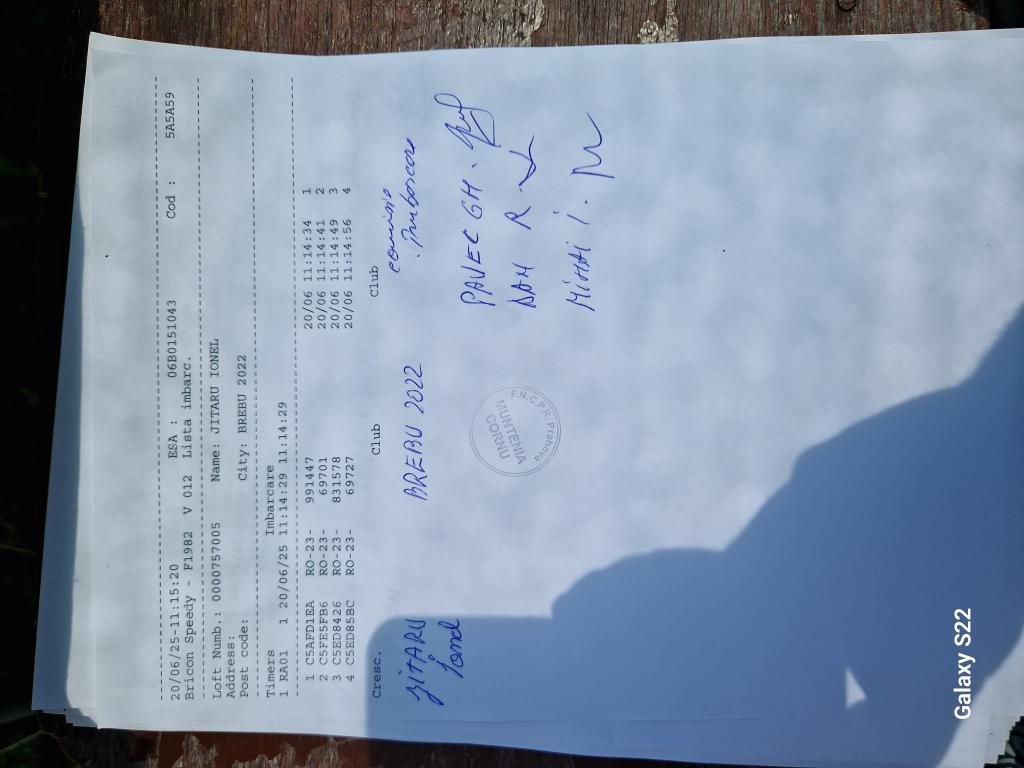 20/06/25-11:15:20 ESA : 06B0151043 Cod : 5A5A59
Bricon Speedy - F1982 V 012 Lista imbarc.
Loft Numb.: 0000757005 Name: JITARU IONEL
Address:
Post code: City: BREBU 2022
Timers Imbarcare
1 RA01 1 20/06/25 11:14:29 11:14:29
1 C5AFD1EA RO-23- 991447 20/06 11:14:34 1
2 C5FE5FB6 RO-23- 69701 20/06 11:14:41 2
3 C5ED8426 RO-23- 831578 20/06 11:14:49 3
4 C5ED85BC RO-23- 69727 20/06 11:14:56 4
Cresc. Club Club
JITARU BREBU 2022 comisia
Ionel imbarcare
PAVEL GH.
DAN R.
MIHAI I.
F.N.C.P.R. Prahova
MUNTENIA
CORNU
Galaxy S22